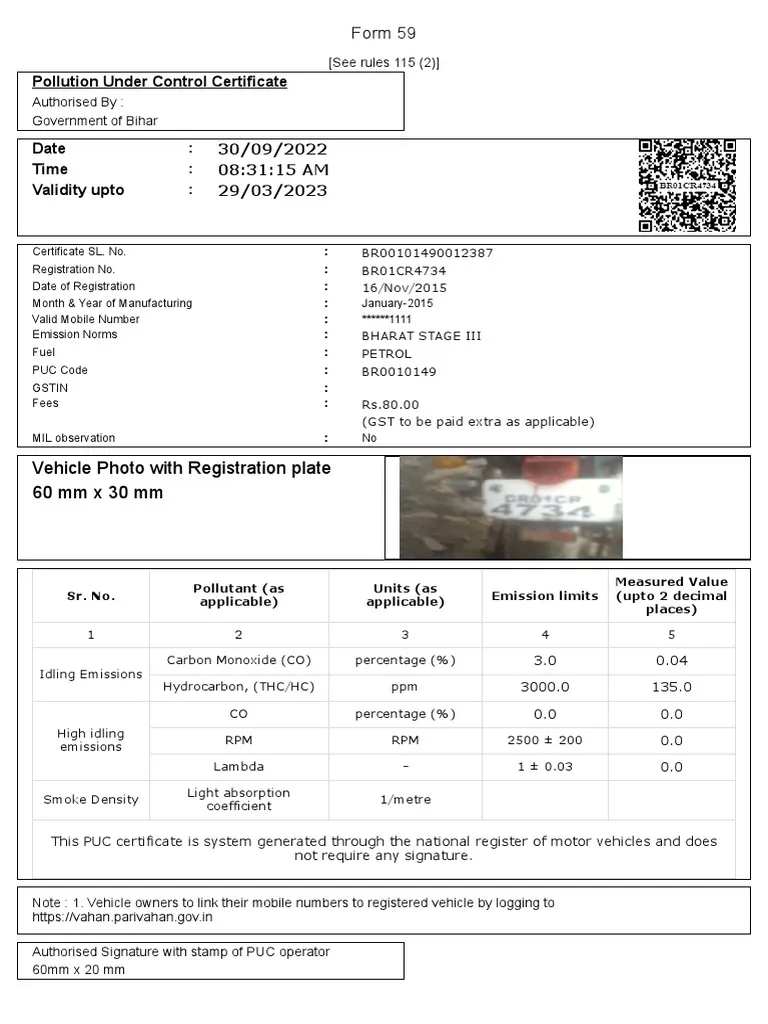 Form 59
[See rules 115 (2)]
Pollution Under Control Certificate
Authorised By :
Government of Bihar
Date : 30/09/2022
Time : 08:31:15 AM
Validity upto : 29/03/2023
BR01CR4734
Certificate SL. No. : BR00101490012387
Registration No. : BR01CR4734
Date of Registration : 16/Nov/2015
Month & Year of Manufacturing : January-2015
Valid Mobile Number : ******1111
Emission Norms : BHARAT STAGE III
Fuel : PETROL
PUC Code : BR0010149
GSTIN :
Fees : Rs.80.00
(GST to be paid extra as applicable)
MIL observation : No
Vehicle Photo with Registration plate
60 mm x 30 mm
BR01CR
4734
Sr. No. Pollutant (as applicable) Units (as applicable) Emission limits Measured Value (upto 2 decimal places)
1 2 3 4 5
Idling Emissions Carbon Monoxide (CO) percentage (%) 3.0 0.04
Hydrocarbon, (THC/HC) ppm 3000.0 135.0
High idling emissions CO percentage (%) 0.0 0.0
RPM RPM 2500 ± 200 0.0
Lambda - 1 ± 0.03 0.0
Smoke Density Light absorption coefficient 1/metre
This PUC certificate is system generated through the national register of motor vehicles and does
not require any signature.
Note : 1. Vehicle owners to link their mobile numbers to registered vehicle by logging to
https://vahan.parivahan.gov.in
Authorised Signature with stamp of PUC operator
60mm x 20 mm